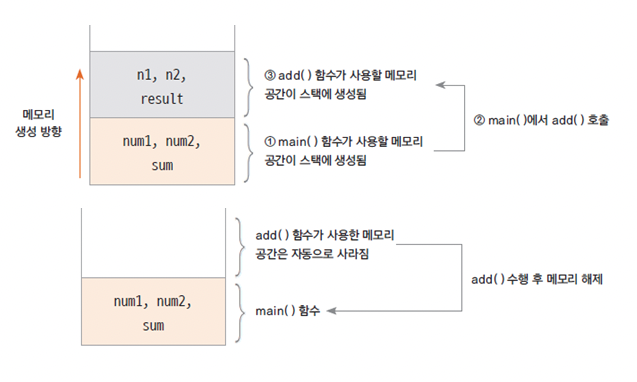 메모리
생성 방향
n1, n2,
result
③ add( ) 함수가 사용할 메모리
공간이 스택에 생성됨
num1, num2,
sum
① main( ) 함수가 사용할 메모리
공간이 스택에 생성됨
② main( )에서 add( ) 호출
add( ) 함수가 사용한 메모리
공간은 자동으로 사라짐
num1, num2,
sum
main( ) 함수
add( ) 수행 후 메모리 해제